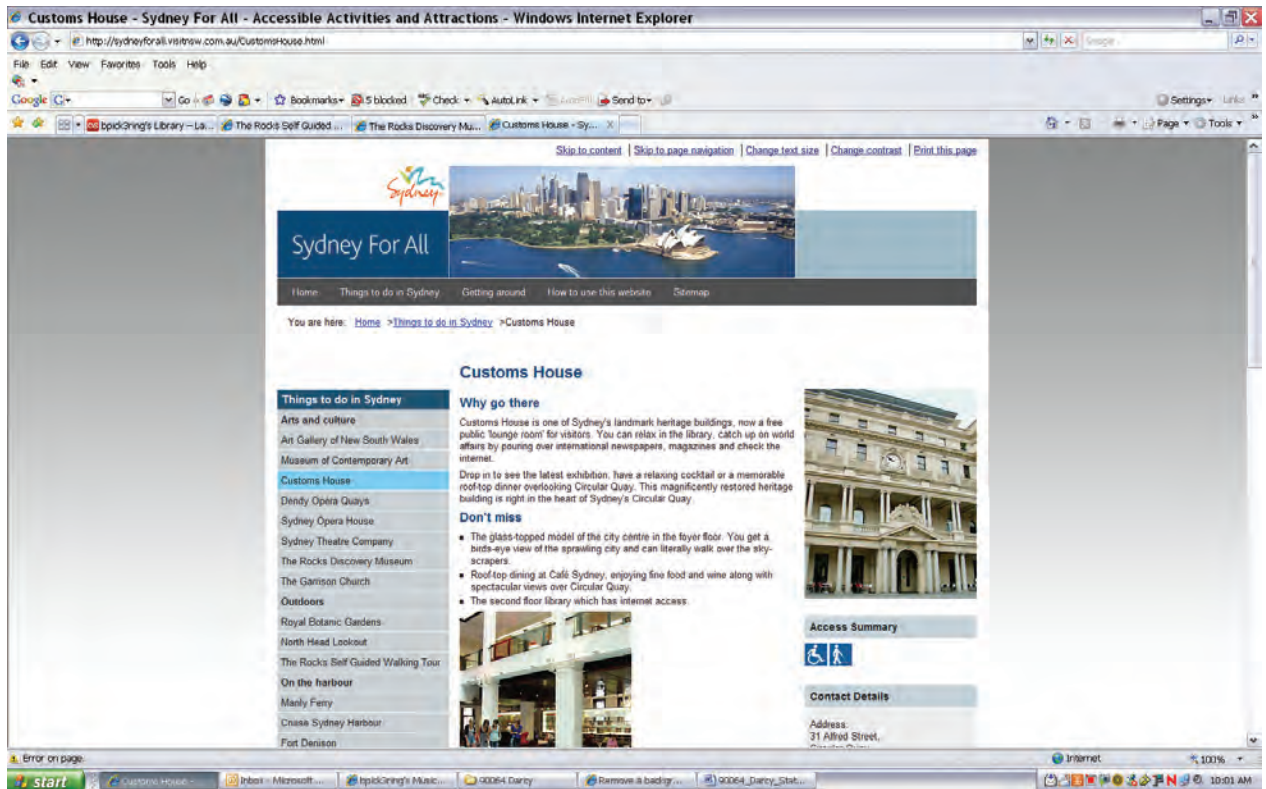 Customs House - Sydney For All - Accessible Activities and Attractions - Windows Internet Explorer
http://sydneyforall.visitnsw.com.au/CustomsHouse.html
Google
File Edit View Favorites Tools Help
Google G Go Bookmarks 5 blocked Check AutoLink AutoFill Send to Settings Links
bpick3ring's Library – La... The Rocks Self Guided ... The Rocks Discovery Mu... Customs House - Sy... X Page Tools
Skip to content | Skip to page navigation | Change text size | Change contrast | Print this page
Sydney
Sydney For All
Home Things to do in Sydney Getting around How to use this website Sitemap
You are here: Home >Things to do in Sydney >Customs House
Customs House
Things to do in Sydney
Arts and culture
Art Gallery of New South Wales
Museum of Contemporary Art
Customs House
Dendy Opera Quays
Sydney Opera House
Sydney Theatre Company
The Rocks Discovery Museum
The Garrison Church
Outdoors
Royal Botanic Gardens
North Head Lookout
The Rocks Self Guided Walking Tour
On the harbour
Manly Ferry
Cruise Sydney Harbour
Fort Denison
Why go there
Customs House is one of Sydney's landmark heritage buildings, now a free
public 'lounge room' for visitors. You can relax in the library, catch up on world
affairs by pouring over international newspapers, magazines and check the
internet.
Drop in to see the latest exhibition, have a relaxing cocktail or a memorable
roof-top dinner overlooking Circular Quay. This magnificently restored heritage
building is right in the heart of Sydney's Circular Quay.
Don't miss
• The glass-topped model of the city centre in the foyer floor. You get a
birds-eye view of the sprawling city and can literally walk over the sky-
scrapers.
• Roof-top dining at Café Sydney, enjoying fine food and wine along with
spectacular views over Circular Quay.
• The second floor library which has internet access.
Access Summary
Contact Details
Address:
31 Alfred Street,
Circular Quay
Error on page. Internet 100%
start Customs House - ... Inbox - Microsoft ... bpick3ring's Music... 90064 Darcy Remove a backgr... 90064_Darcy_Stat... N 10:01 AM